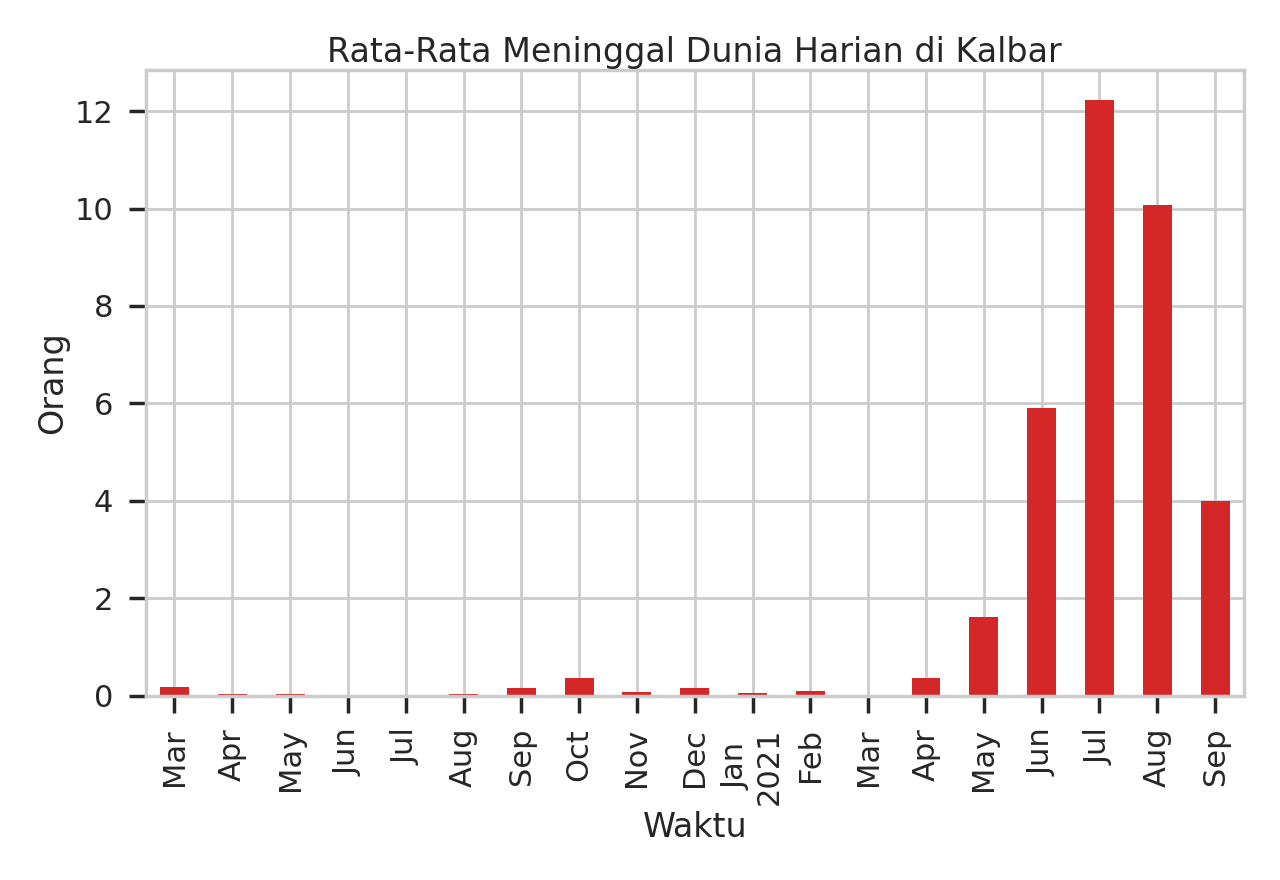 Rata-Rata Meninggal Dunia Harian di Kalbar
12
10
8
6
4
2
0
Orang
Mar
Apr
May
Jun
Jul
Aug
Sep
Oct
Nov
Dec
Jan
2021
Feb
Mar
Apr
May
Jun
Jul
Aug
Sep
Waktu